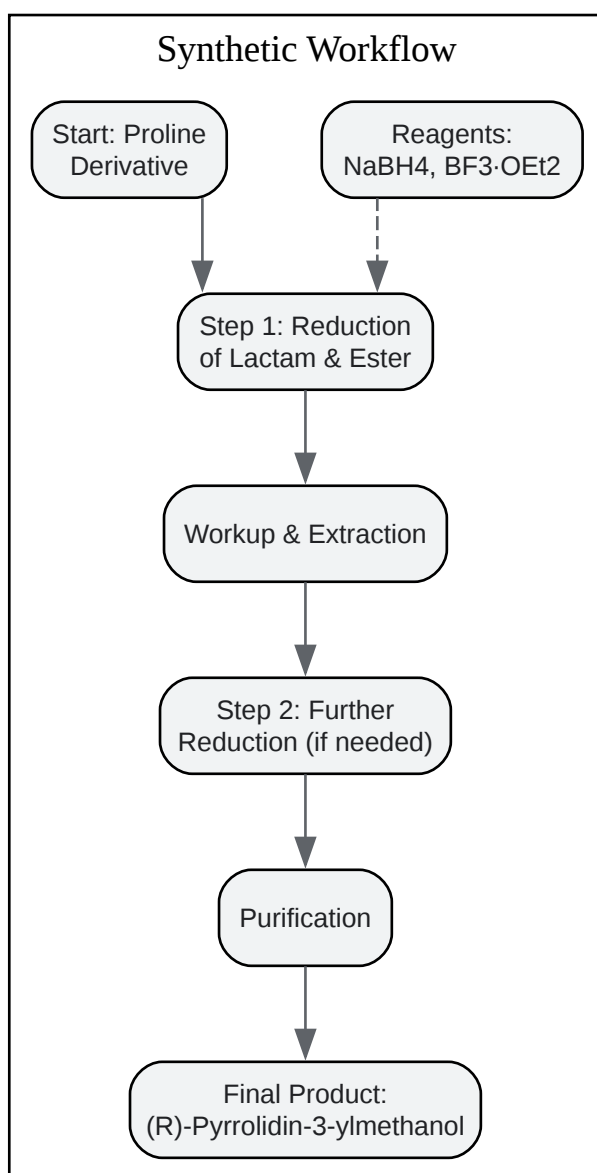 Synthetic Workflow
Start: Proline
Derivative
Reagents:
NaBH4, BF3·OEt2
Step 1: Reduction
of Lactam & Ester
Workup & Extraction
Step 2: Further
Reduction (if needed)
Purification
Final Product:
(R)-Pyrrolidin-3-ylmethanol